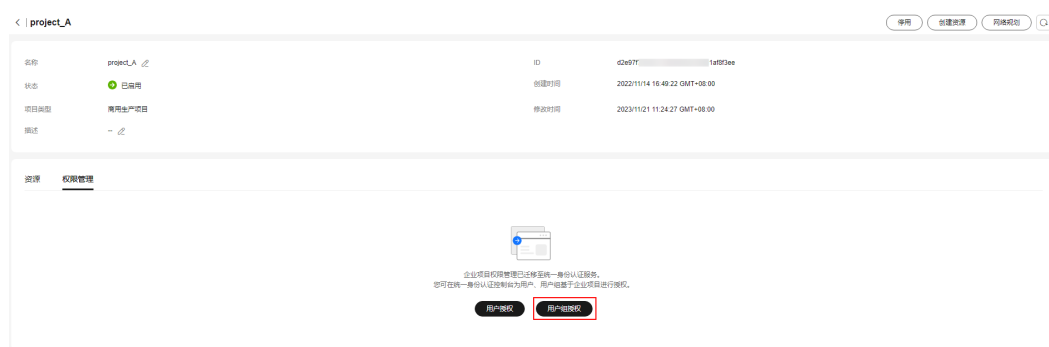 < | project_A
停用 创建资源 网络规划
名称 project_A ID d2e97f 1af8f3ee
状态 已启用 创建时间 2022/11/14 16:49:22 GMT+08:00
项目类型 商用生产项目 修改时间 2023/11/21 11:24:27 GMT+08:00
描述 --
资源 权限管理
企业项目权限管理已迁移至统一身份认证服务。
您可在统一身份认证控制台为用户、用户组基于企业项目进行授权。
用户授权 用户组授权